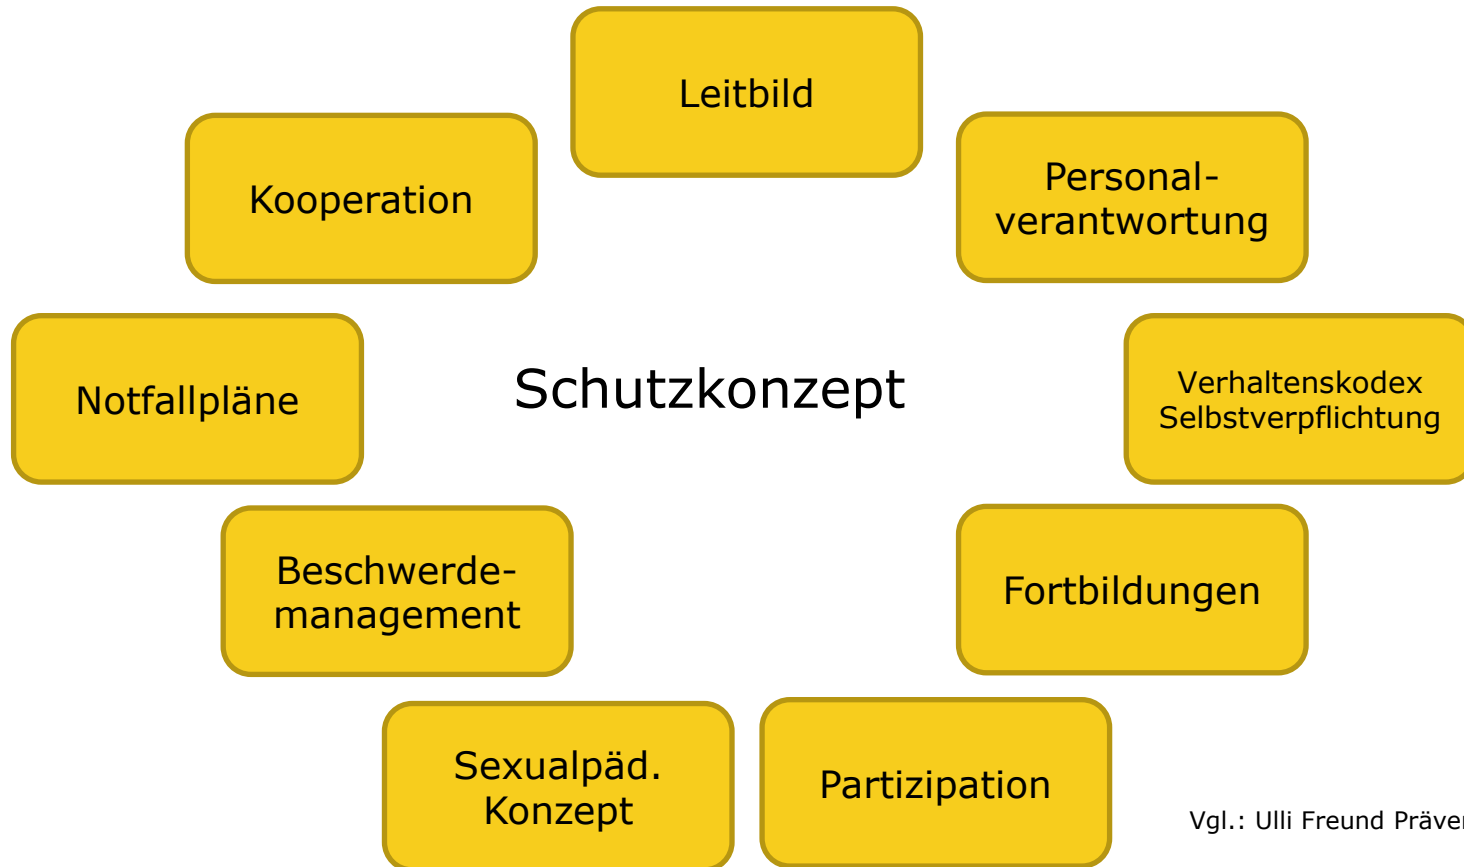 Leitbild
Kooperation
Personal-
verantwortung
Notfallpläne
Schutzkonzept
Verhaltenskodex
Selbstverpflichtung
Beschwerde-
management
Fortbildungen
Sexualpäd.
Konzept
Partizipation
Vgl.: Ulli Freund